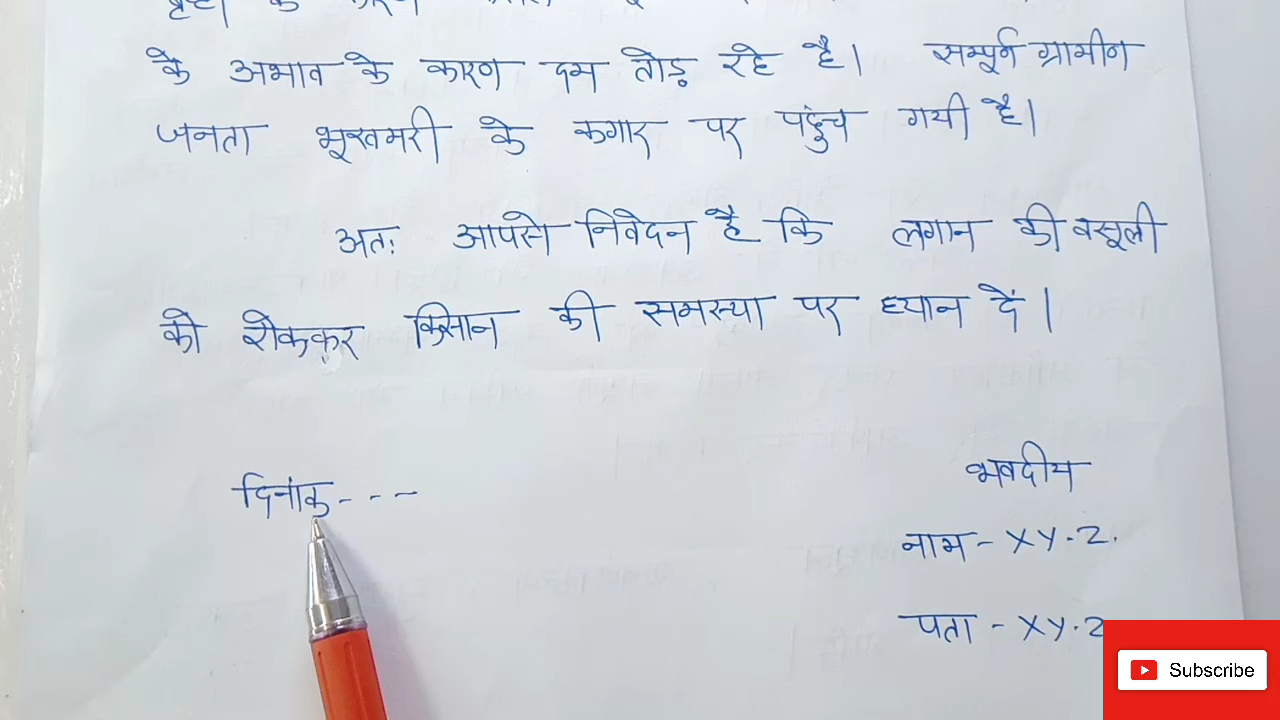 के अभाव के कारण दम तोड़ रहे है। सम्पूर्न ग्रामीन
जनता भूखमरी के कगार पर पहुंच गयी है।
अतः आपसे निवेदन है कि लगान की वसूली
को रोककर किसान की समस्या पर ध्यान दें।
दिनांक- - - -
भवदीय
नाम - XY.Z.
पता - XY.Z
Subscribe